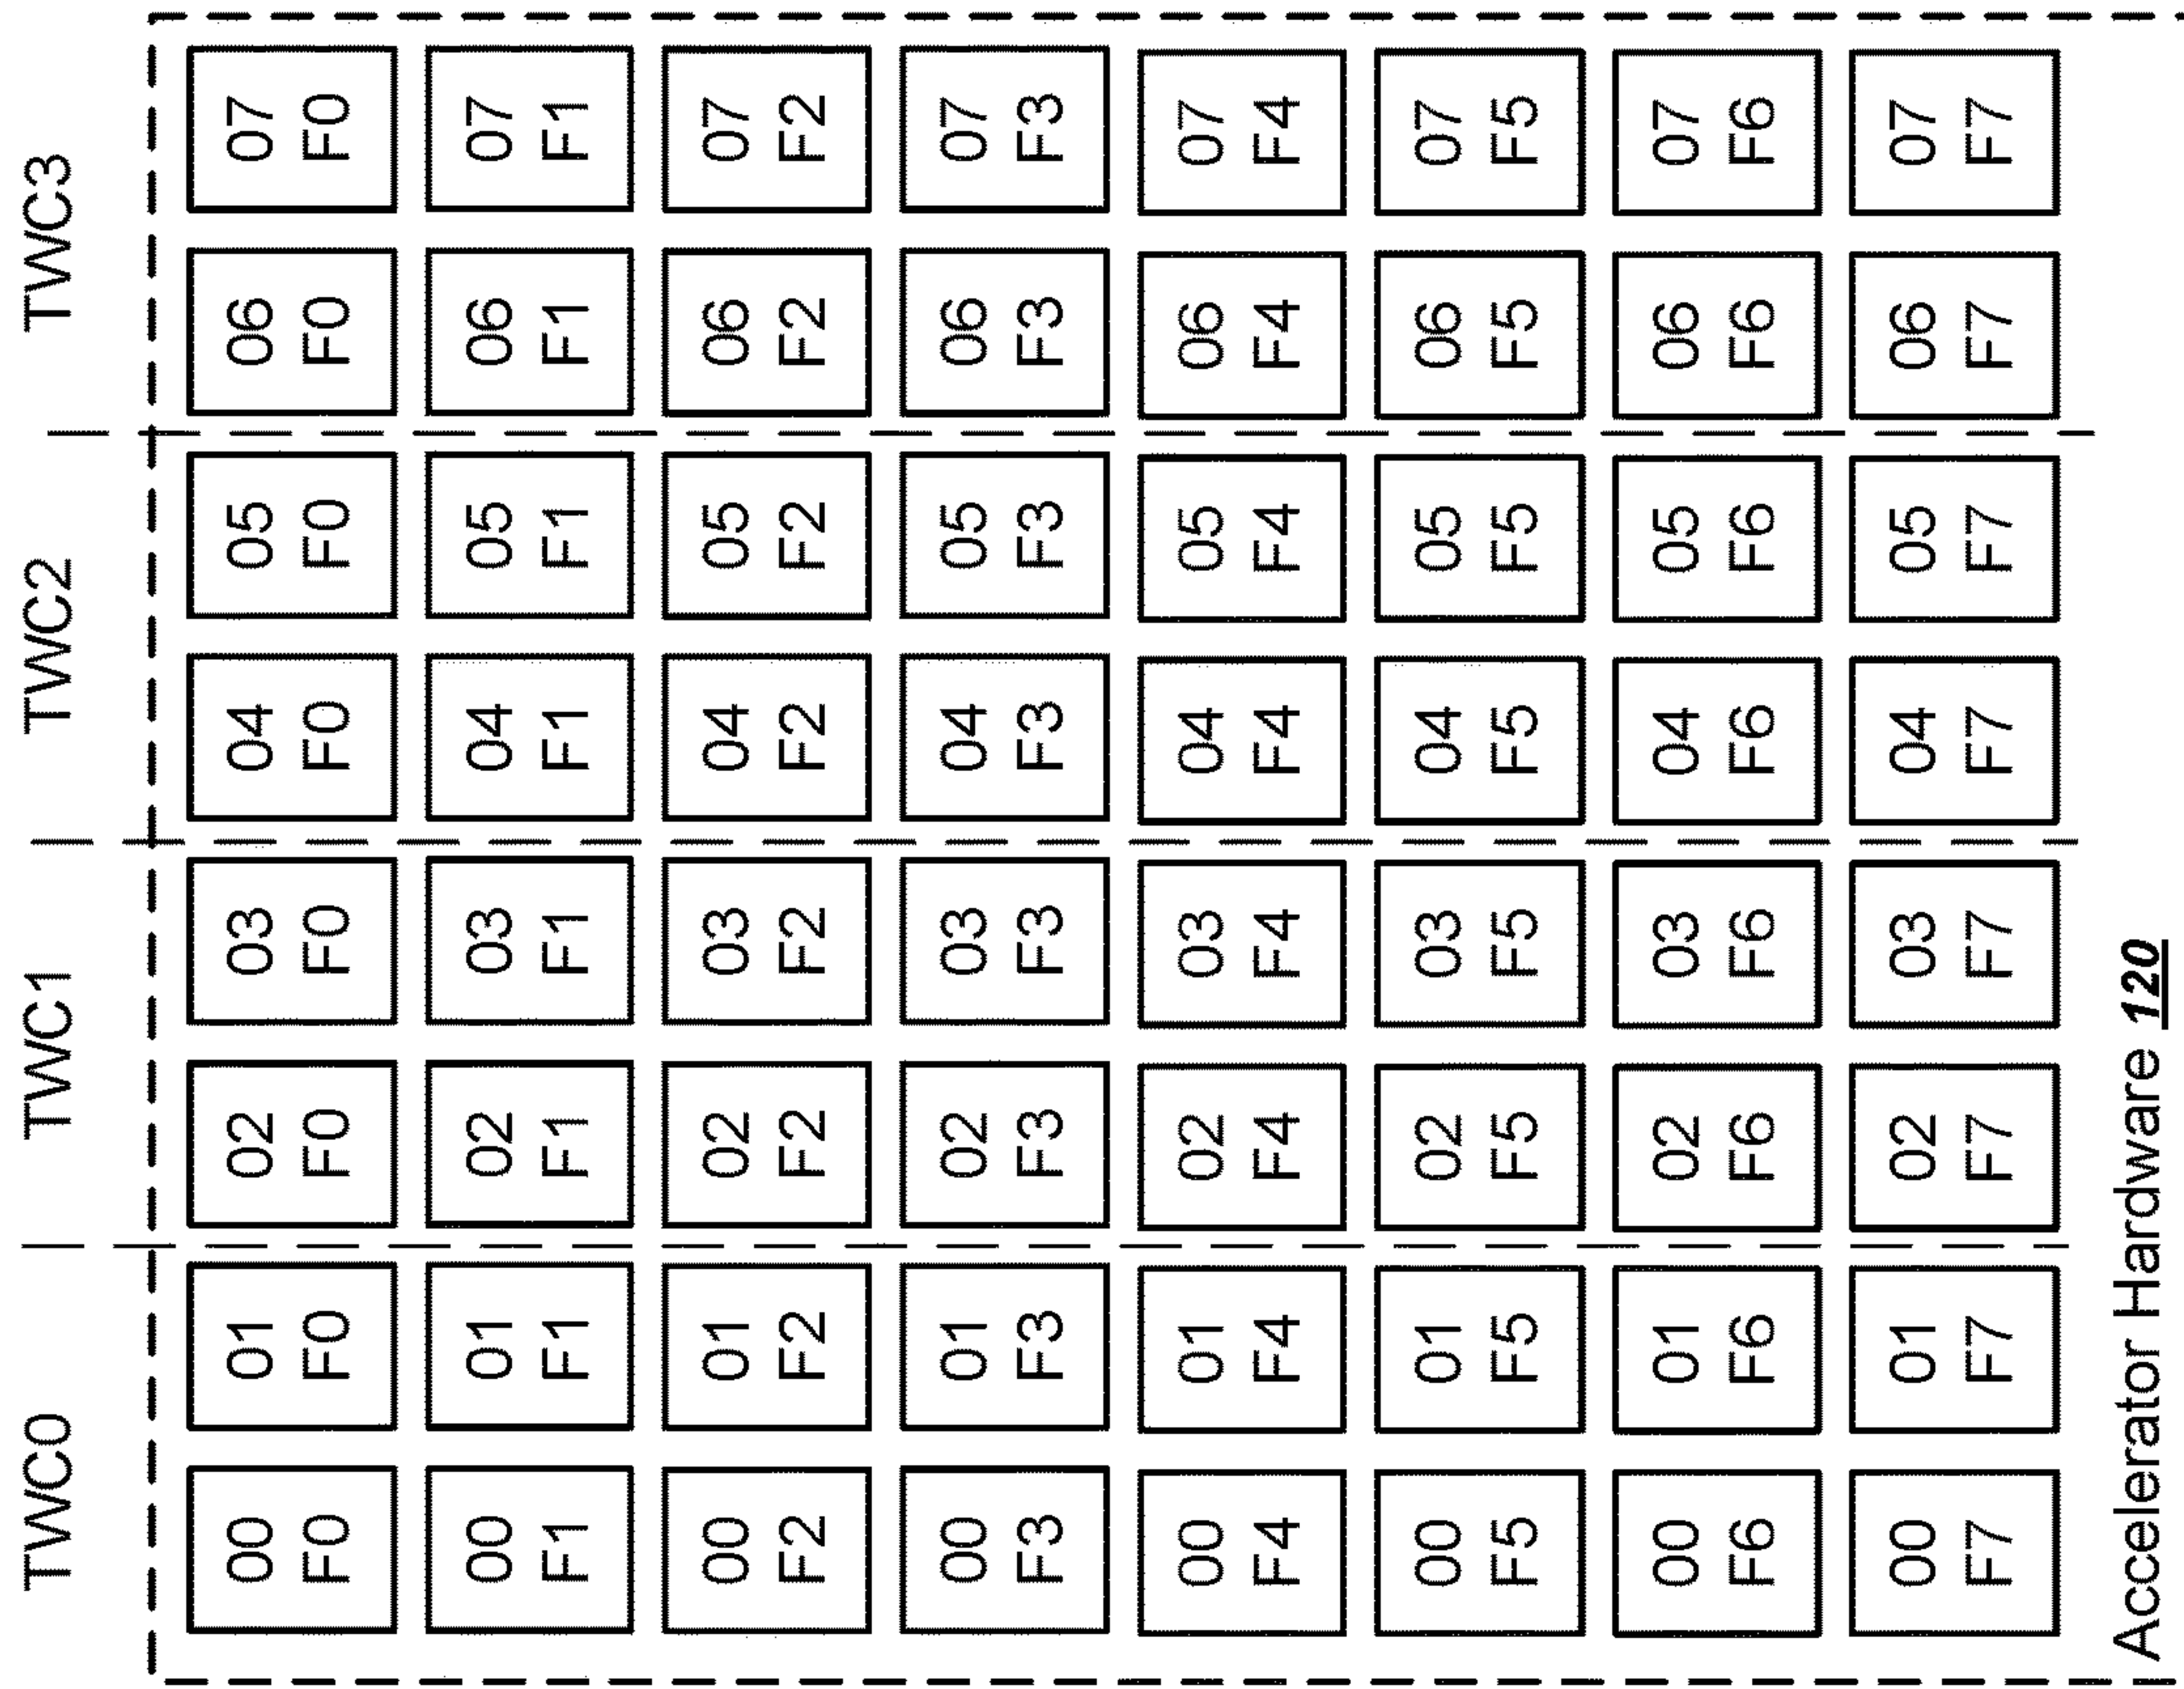 TWC0 TWC1 TWC2 TWC3
00 01 02 03 04 05 06 07
F0 F0 F0 F0 F0 F0 F0 F0
00 01 02 03 04 05 06 07
F1 F1 F1 F1 F1 F1 F1 F1
00 01 02 03 04 05 06 07
F2 F2 F2 F2 F2 F2 F2 F2
00 01 02 03 04 05 06 07
F3 F3 F3 F3 F3 F3 F3 F3
00 01 02 03 04 05 06 07
F4 F4 F4 F4 F4 F4 F4 F4
00 01 02 03 04 05 06 07
F5 F5 F5 F5 F5 F5 F5 F5
00 01 02 03 04 05 06 07
F6 F6 F6 F6 F6 F6 F6 F6
00 01 02 03 04 05 06 07
F7 F7 F7 F7 F7 F7 F7 F7
Accelerator Hardware 120